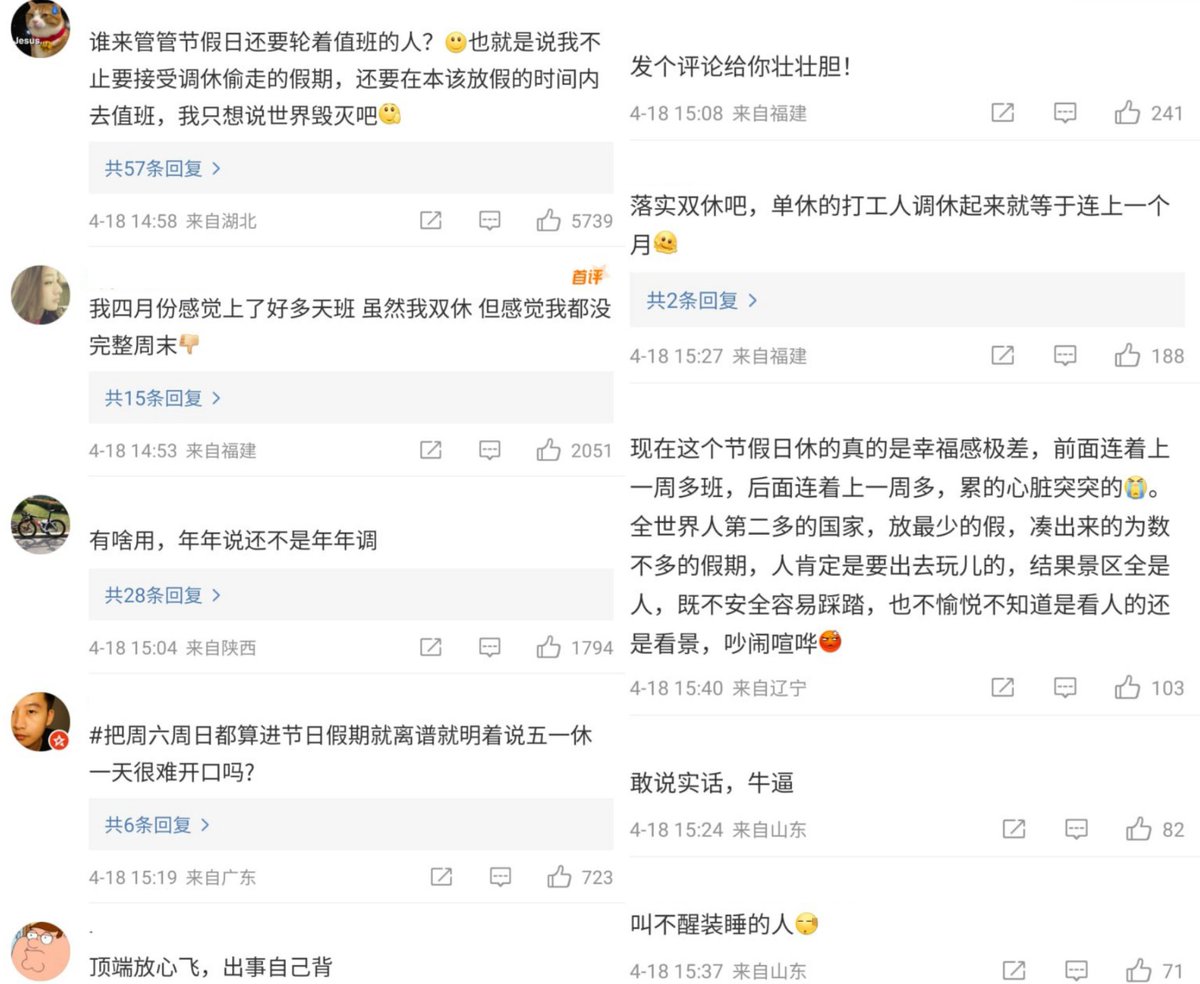 Jesus...
谁来管管节假日还要轮着值班的人？🙂也就是说我不
止要接受调休偷走的假期，还要在本该放假的时间内
去值班，我只想说世界毁灭吧
共57条回复 >
4-18 14:58 来自湖北 5739
首评
我四月份感觉上了好多天班 虽然我双休 但感觉我都没
完整周末👎
共15条回复 >
4-18 14:53 来自福建 2051
有啥用，年年说还不是年年调
共28条回复 >
4-18 15:04 来自陕西 1794
#把周六周日都算进节日假期就离谱就明着说五一休
一天很难开口吗?
共6条回复 >
4-18 15:19 来自广东 723
顶端放心飞，出事自己背
发个评论给你壮壮胆！
4-18 15:08 来自福建 241
落实双休吧，单休的打工人调休起来就等于连上一个
月🫠
共2条回复 >
4-18 15:27 来自福建 188
现在这个节假日休的真的是幸福感极差，前面连着上
一周多班，后面连着上一周多，累的心脏突突的😭。
全世界人第二多的国家，放最少的假，凑出来的为数
不多的假期，人肯定是要出去玩儿的，结果景区全是
人，既不安全容易踩踏，也不愉悦不知道是看人的还
是看景，吵闹喧哗😡
4-18 15:40 来自辽宁 103
敢说实话，牛逼
4-18 15:24 来自山东 82
叫不醒装睡的人
4-18 15:37 来自山东 71